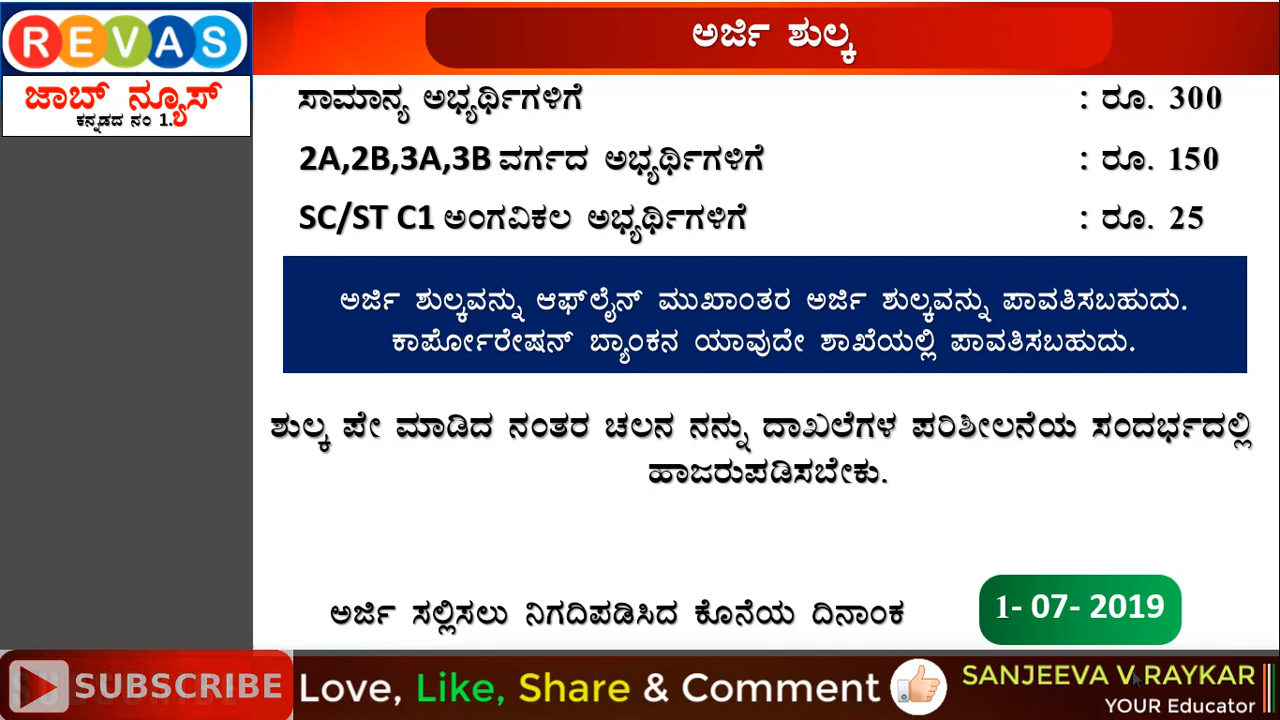 REVAS
ಜಾಬ್ ನ್ಯೂಸ್
ಕನ್ನಡದ ನಂ 1.
ಅರ್ಜಿ ಶುಲ್ಕ
ಸಾಮಾನ್ಯ ಅಭ್ಯರ್ಥಿಗಳಿಗೆ : ರೂ. 300
2A,2B,3A,3B ವರ್ಗದ ಅಭ್ಯರ್ಥಿಗಳಿಗೆ : ರೂ. 150
SC/ST C1 ಅಂಗವಿಕಲ ಅಭ್ಯರ್ಥಿಗಳಿಗೆ : ರೂ. 25
ಅರ್ಜಿ ಶುಲ್ಕವನ್ನು ಆಫ್‌ಲೈನ್ ಮುಖಾಂತರ ಅರ್ಜಿ ಶುಲ್ಕವನ್ನು ಪಾವತಿಸಬಹುದು.
ಕಾರ್ಪೋರೇಷನ್ ಬ್ಯಾಂಕನ ಯಾವುದೇ ಶಾಖೆಯಲ್ಲಿ ಪಾವತಿಸಬಹುದು.
ಶುಲ್ಕ ಪೇ ಮಾಡಿದ ನಂತರ ಚಲನ ನನ್ನು ದಾಖಲೆಗಳ ಪರಿಶೀಲನೆಯ ಸಂದರ್ಭದಲ್ಲಿ
ಹಾಜರುಪಡಿಸಬೇಕು.
ಅರ್ಜಿ ಸಲ್ಲಿಸಲು ನಿಗದಿಪಡಿಸಿದ ಕೊನೆಯ ದಿನಾಂಕ 1- 07- 2019
SUBSCRIBE Love, Like, Share & Comment
SANJEEVA V RAYKAR
YOUR Educator